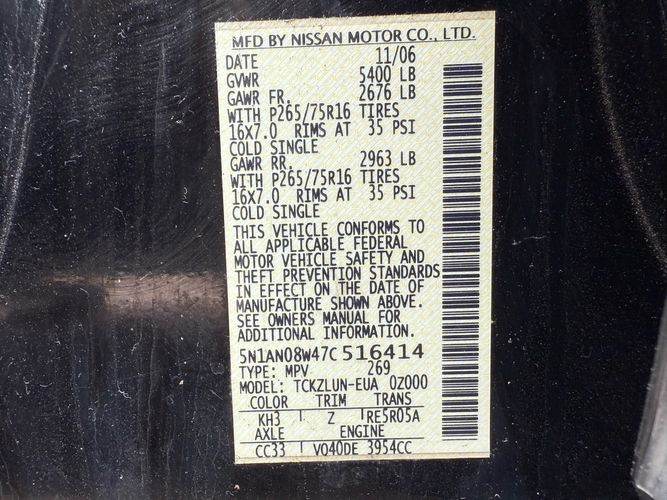 MFD BY NISSAN MOTOR CO., LTD.
DATE 11/06
GVWR 5400 LB
GAWR FR. 2676 LB
WITH P265/75R16 TIRES
16X7.0 RIMS AT 35 PSI
COLD SINGLE
GAWR RR. 2963 LB
WITH P265/75R16 TIRES
16X7.0 RIMS AT 35 PSI
COLD SINGLE
THIS VEHICLE CONFORMS TO
ALL APPLICABLE FEDERAL
MOTOR VEHICLE SAFETY AND
THEFT PREVENTION STANDARDS
IN EFFECT ON THE DATE OF
MANUFACTURE SHOWN ABOVE.
SEE OWNERS MANUAL FOR
ADDITIONAL INFORMATION.
5N1AN08W47C516414
TYPE: MPV 269
MODEL: TCKZLUN-EUA 0Z000
COLOR TRIM TRANS
KH3 Z RE5R05A
AXLE ENGINE
CC33 VQ40DE 3954CC